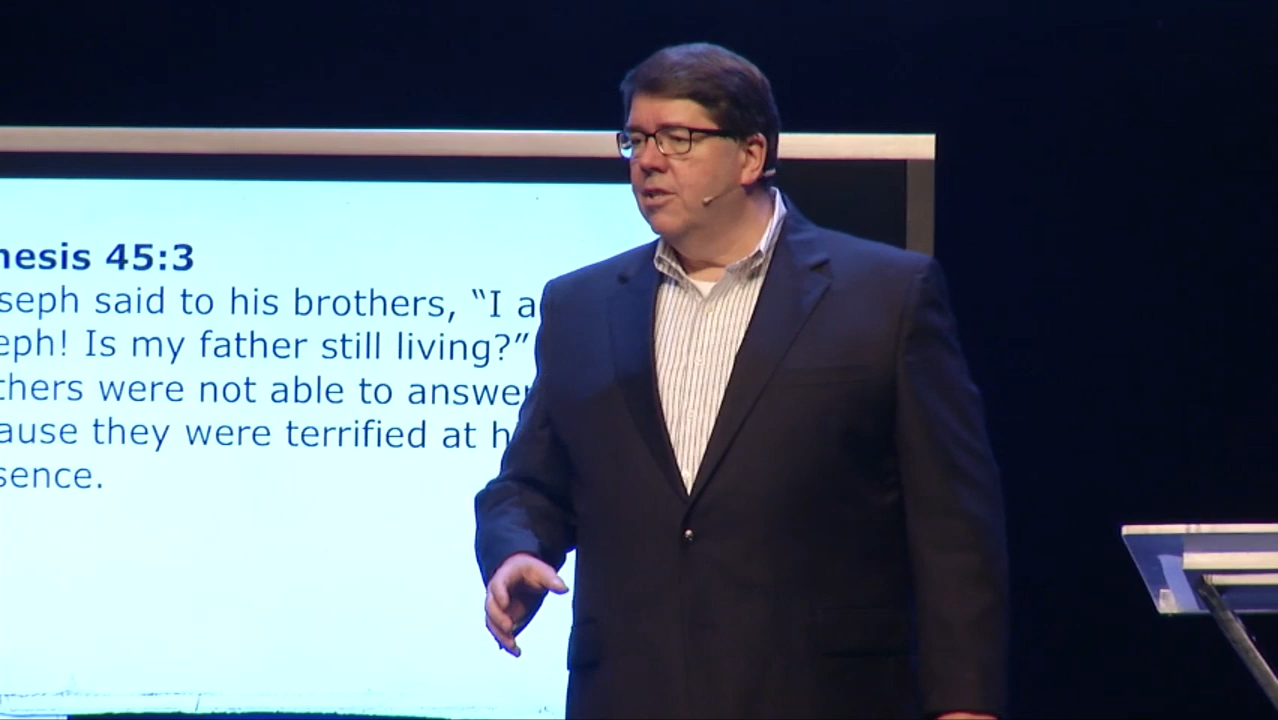 nesis 45:3
seph said to his brothers, “I a
eph! Is my father still living?”
thers were not able to answer
ause they were terrified at h
sence.